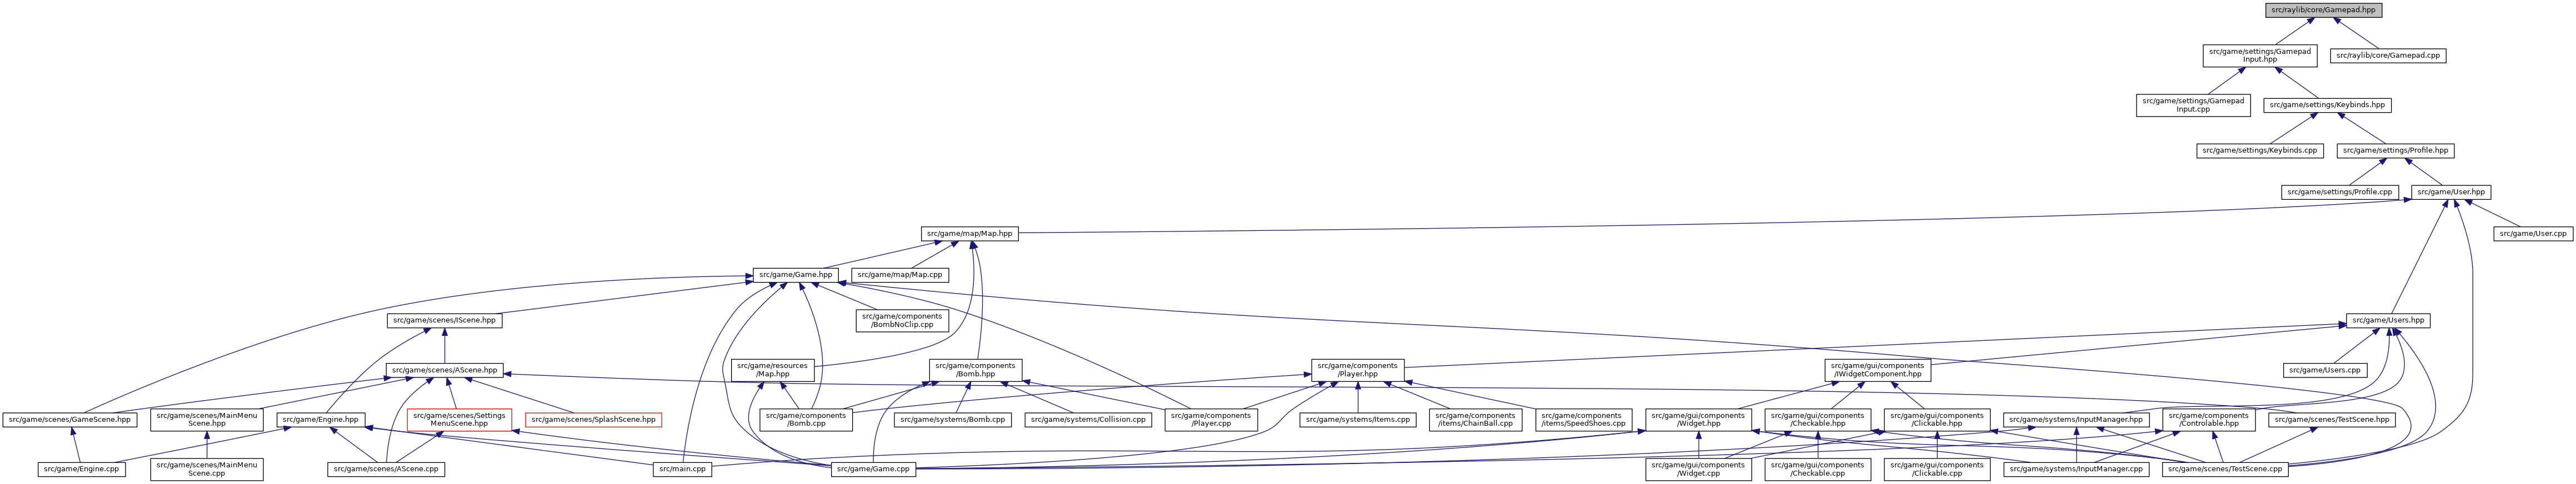 src/raylib/core/Gamepad.hpp
src/game/settings/Gamepad
Input.hpp
src/raylib/core/Gamepad.cpp
src/game/settings/Gamepad
Input.cpp
src/game/settings/Keybinds.hpp
src/game/settings/Keybinds.cpp
src/game/settings/Profile.hpp
src/game/settings/Profile.cpp
src/game/User.hpp
src/game/map/Map.hpp
src/game/User.cpp
src/game/Game.hpp
src/game/map/Map.cpp
src/game/scenes/IScene.hpp
src/game/components
/BombNoClip.cpp
src/game/Users.hpp
src/game/scenes/AScene.hpp
src/game/resources
/Map.hpp
src/game/components
/Bomb.hpp
src/game/components
/Player.hpp
src/game/gui/components
/IWidgetComponent.hpp
src/game/Users.cpp
src/game/scenes/GameScene.hpp
src/game/scenes/MainMenu
Scene.hpp
src/game/Engine.hpp
src/game/scenes/Settings
MenuScene.hpp
src/game/scenes/SplashScene.hpp
src/game/components
/Bomb.cpp
src/game/systems/Bomb.cpp
src/game/systems/Collision.cpp
src/game/components
/Player.cpp
src/game/systems/Items.cpp
src/game/components
/items/ChainBall.cpp
src/game/components
/items/SpeedShoes.cpp
src/game/gui/components
/Widget.hpp
src/game/gui/components
/Checkable.hpp
src/game/gui/components
/Clickable.hpp
src/game/systems/InputManager.hpp
src/game/components
/Controlable.hpp
src/game/scenes/TestScene.hpp
src/game/Engine.cpp
src/game/scenes/MainMenu
Scene.cpp
src/game/scenes/AScene.cpp
src/main.cpp
src/game/Game.cpp
src/game/gui/components
/Widget.cpp
src/game/gui/components
/Checkable.cpp
src/game/gui/components
/Clickable.cpp
src/game/systems/InputManager.cpp
src/game/scenes/TestScene.cpp